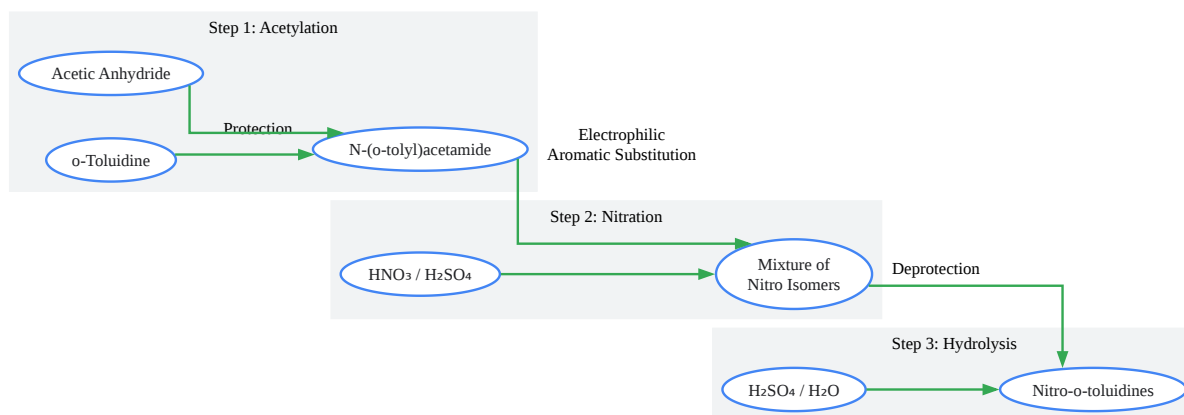 Step 1: Acetylation
Acetic Anhydride
Protection
o-Toluidine
N-(o-tolyl)acetamide
Electrophilic
Aromatic Substitution
Step 2: Nitration
HNO₃ / H₂SO₄
Mixture of
Nitro Isomers
Deprotection
Step 3: Hydrolysis
H₂SO₄ / H₂O
Nitro-o-toluidines